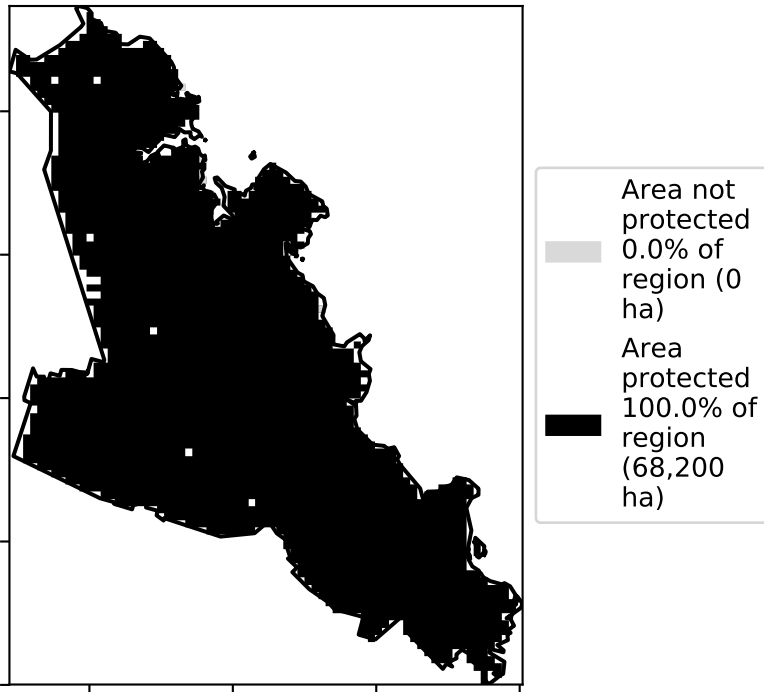 Area not
protected
0.0% of
region (0
ha)
Area
protected
100.0% of
region
(68,200
ha)